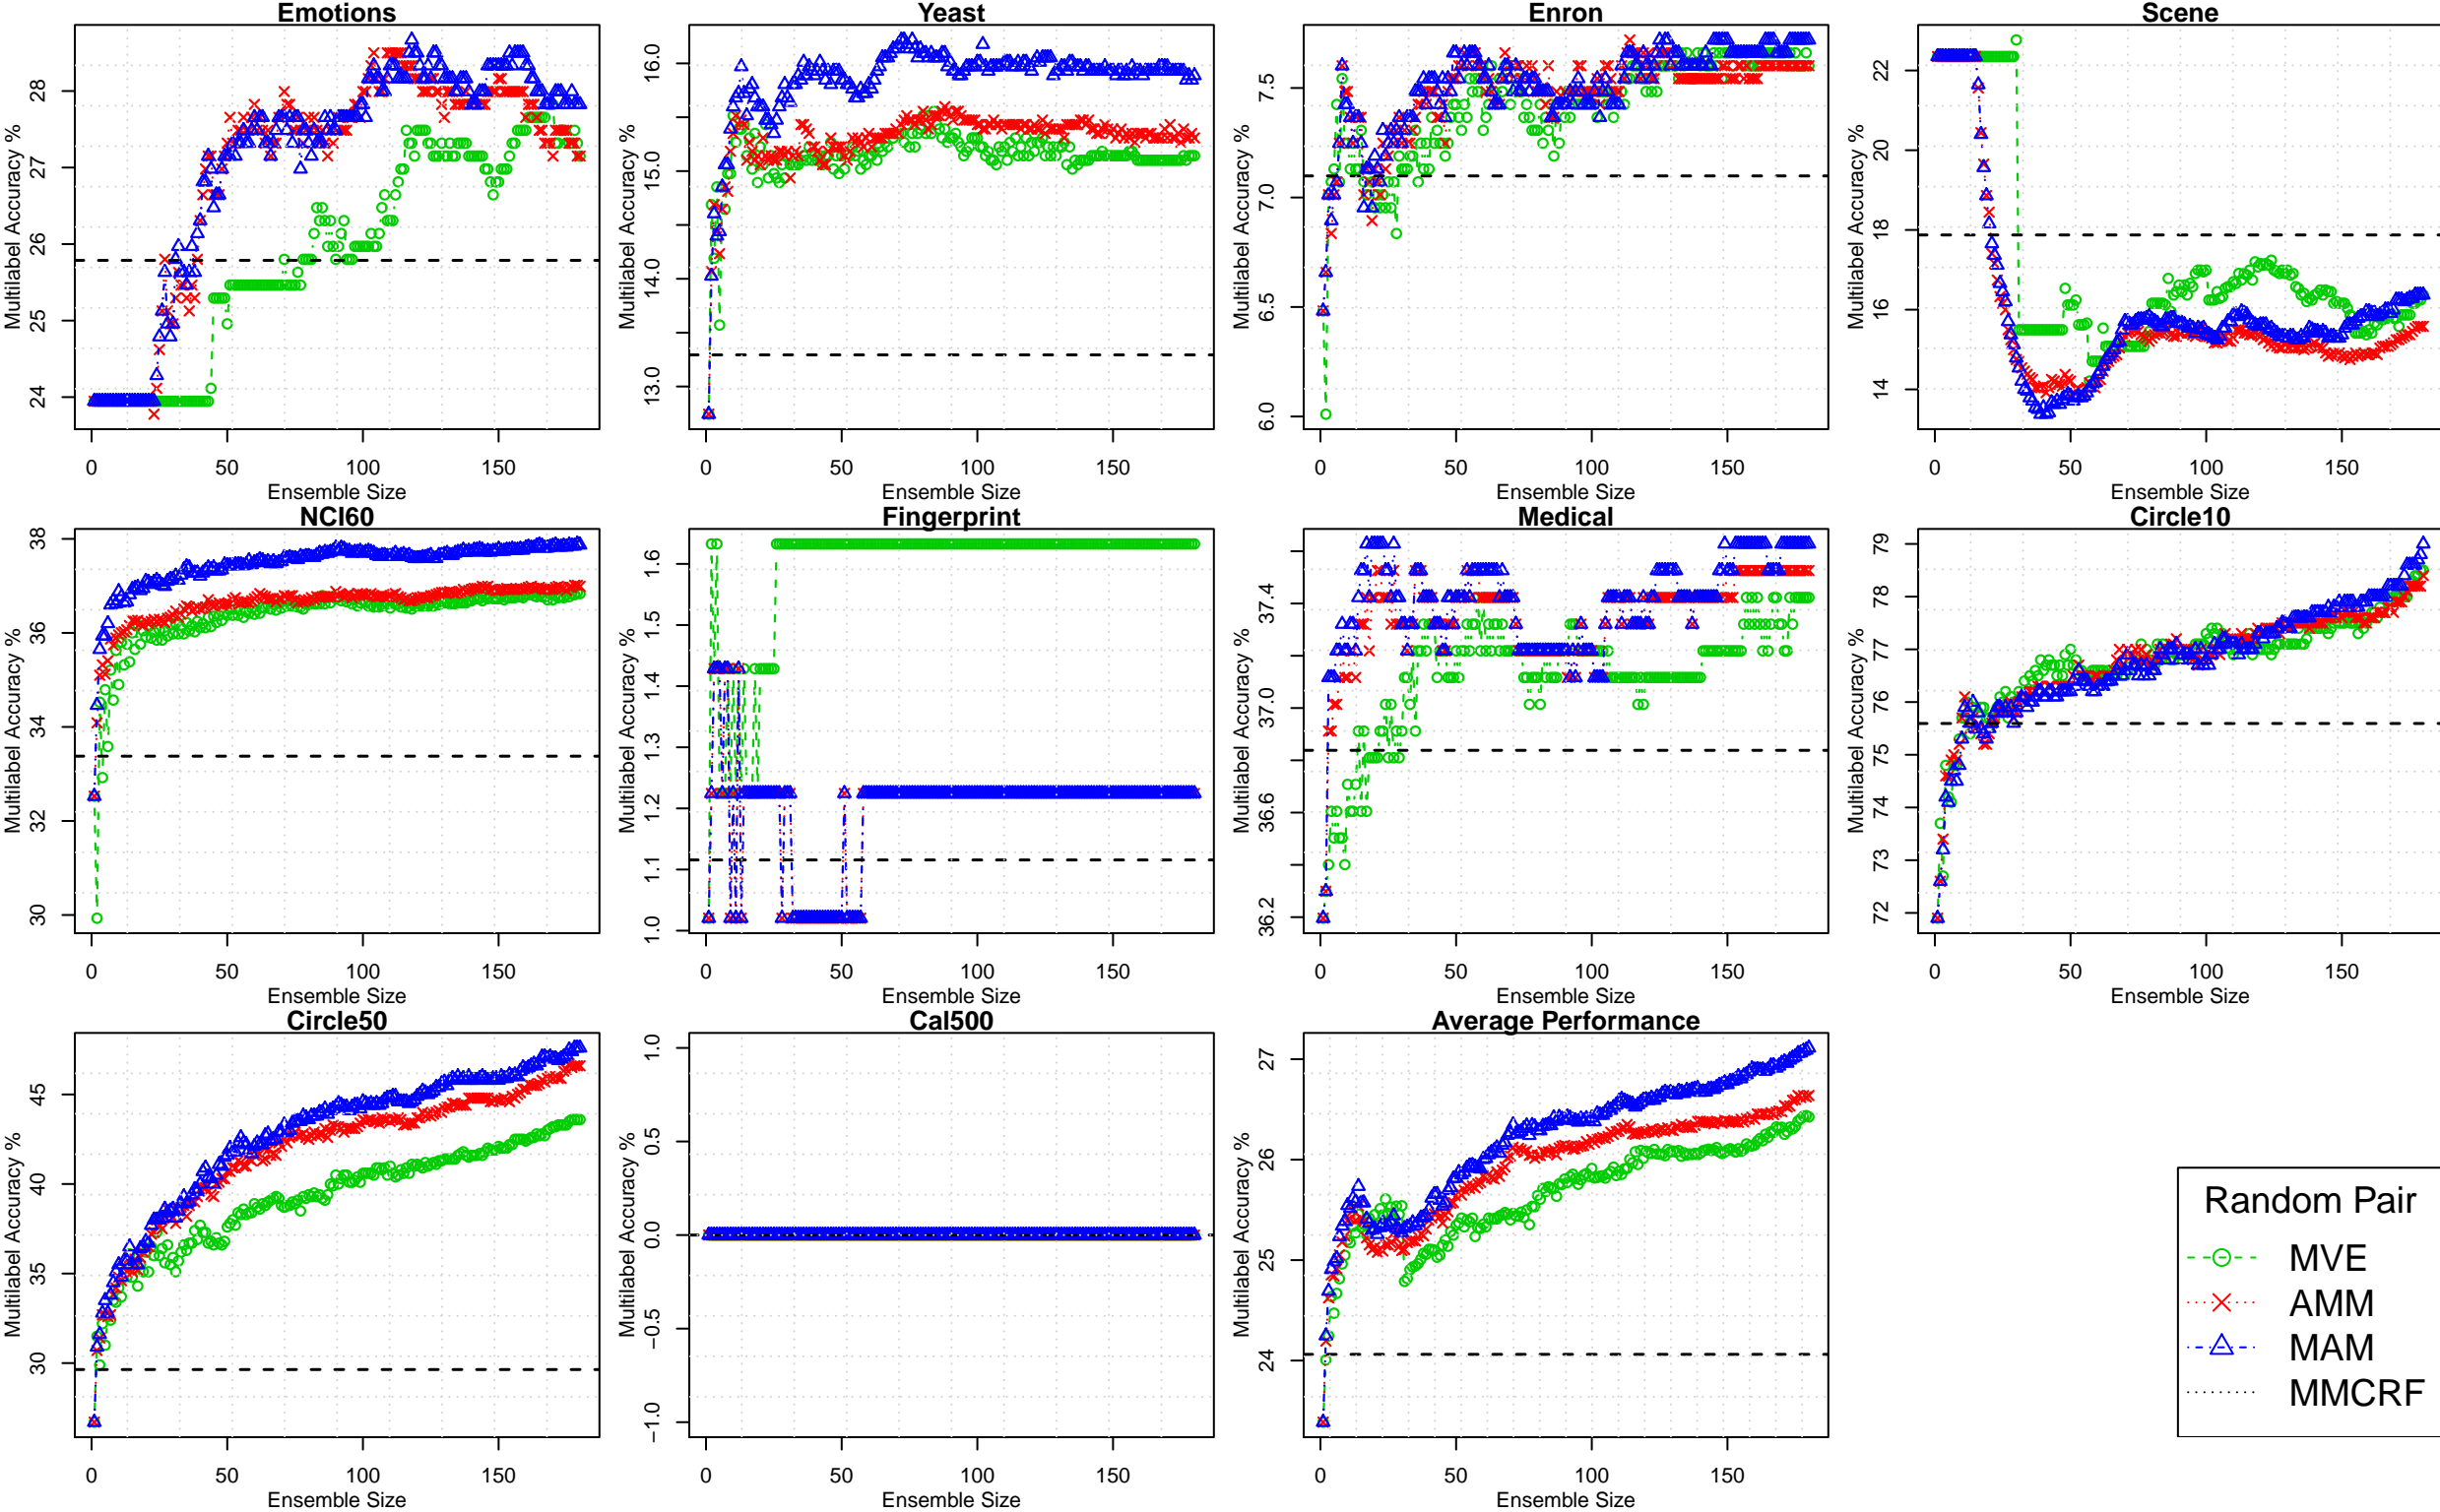 Emotions
Multilabel Accuracy %
24 25 26 27 28
0 50 100 150
Ensemble Size
Yeast
Multilabel Accuracy %
13.0 14.0 15.0 16.0
0 50 100 150
Ensemble Size
Enron
Multilabel Accuracy %
6.0 6.5 7.0 7.5
0 50 100 150
Ensemble Size
Scene
Multilabel Accuracy %
14 16 18 20 22
0 50 100 150
Ensemble Size
NCI60
Multilabel Accuracy %
30 32 34 36 38
0 50 100 150
Ensemble Size
Fingerprint
Multilabel Accuracy %
1.0 1.1 1.2 1.3 1.4 1.5 1.6
0 50 100 150
Ensemble Size
Medical
Multilabel Accuracy %
36.2 36.6 37.0 37.4
0 50 100 150
Ensemble Size
Circle10
Multilabel Accuracy %
72 73 74 75 76 77 78 79
0 50 100 150
Ensemble Size
Circle50
Multilabel Accuracy %
30 35 40 45
0 50 100 150
Ensemble Size
Cal500
Multilabel Accuracy %
−1.0 −0.5 0.0 0.5 1.0
0 50 100 150
Ensemble Size
Average Performance
Multilabel Accuracy %
24 25 26 27
0 50 100 150
Ensemble Size
Random Pair
MVE
AMM
MAM
MMCRF